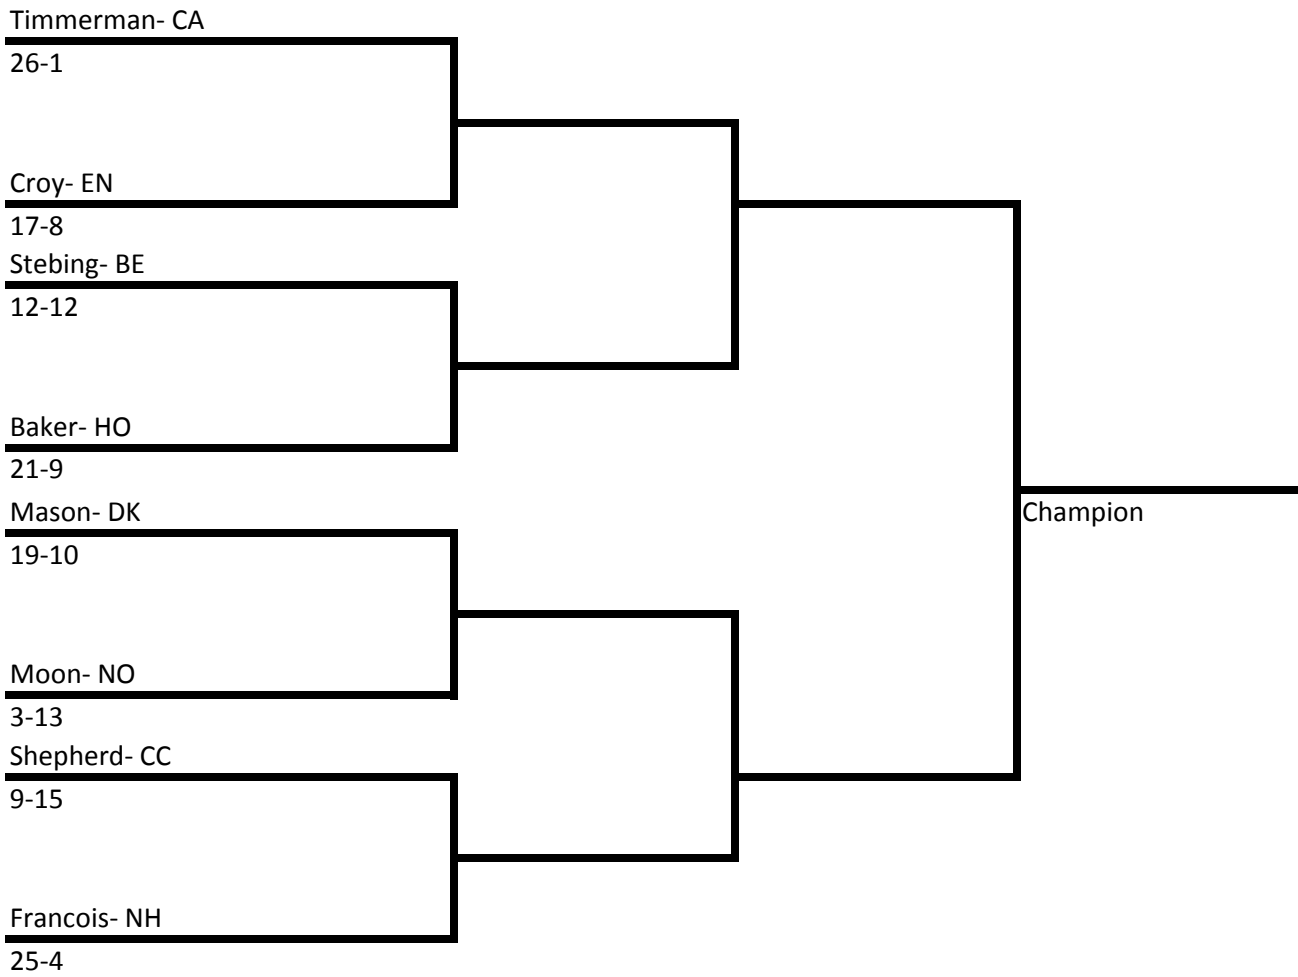 Timmerman- CA
26-1
Croy- EN
17-8
Stebing- BE
12-12
Baker- HO
21-9
Mason- DK
19-10
Champion
Moon- NO
3-13
Shepherd- CC
9-15
Francois- NH
25-4